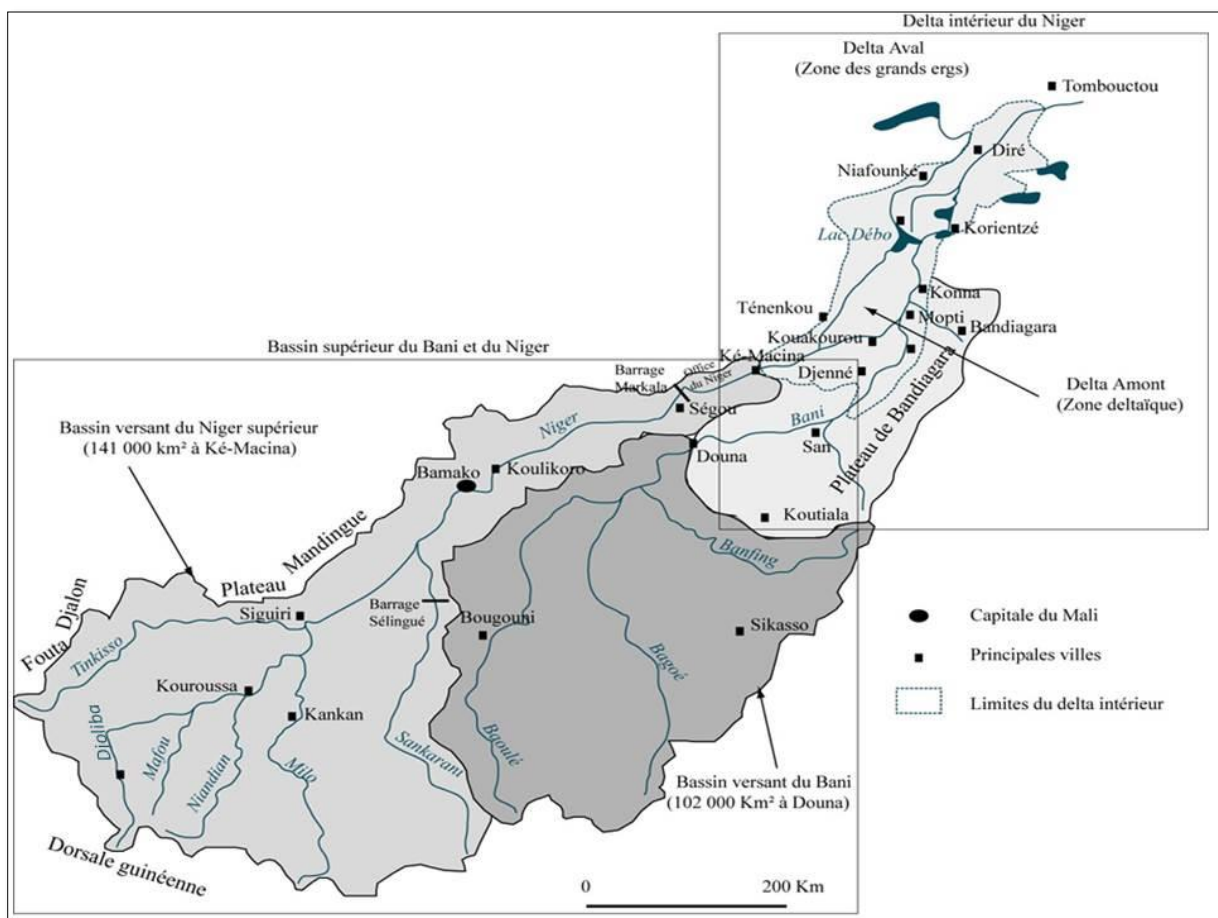 Delta intérieur du Niger
Delta Aval
(Zone des grands ergs)
Tombouctou
Diré
Niafounké
Lac Débo
Korientzé
Konna
Ténenkou
Mopti
Bandiagara
Kouakourou
Bassin supérieur du Bani et du Niger
Ké-Macina
Barrage
Markala
Office
du Niger
Djenné
Delta Amont
(Zone deltaïque)
Ségou
Bani
Plateau de Bandiagara
Bassin versant du Niger supérieur
(141 000 km² à Ké-Macina)
Niger
San
Douna
Koulikoro
Bamako
Koutiala
Plateau Mandingue
Banfing
Fouta Djalon
Siguiri
Barrage
Sélingué
Bougouni
Sikasso
Capitale du Mali
Tinkisso
Bagoé
Principales villes
Kouroussa
Limites du delta intérieur
Kankan
Djoliba
Mafou
Niandian
Milo
Sankarani
Baoulé
Bassin versant du Bani
(102 000 Km² à Douna)
Dorsale guinéenne
0 200 Km